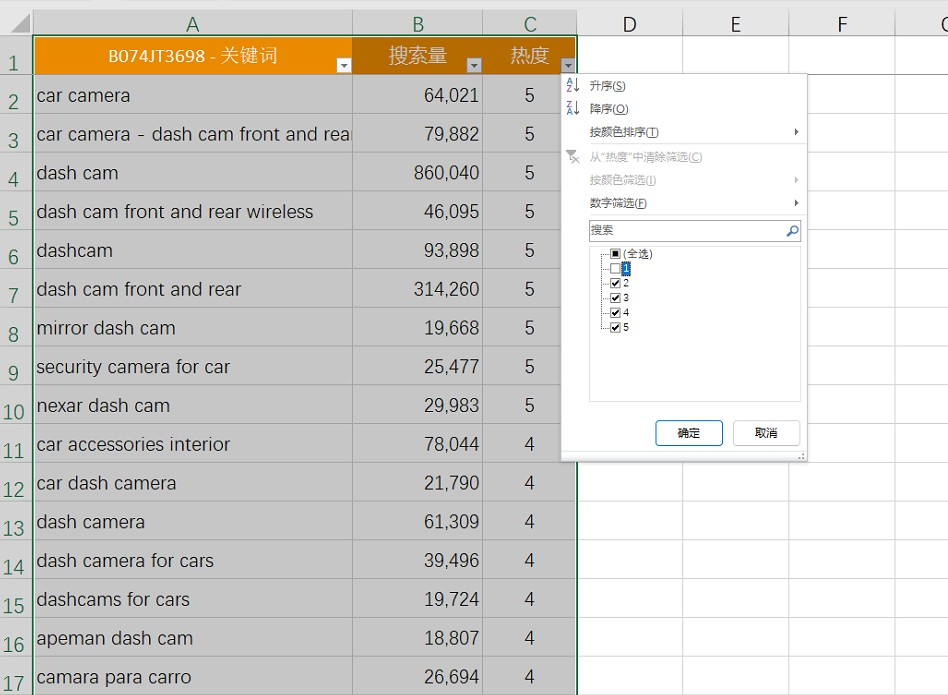 A B C D E F
1 B074JT3698 - 关键词 搜索量 热度
2 car camera 64,021 5
3 car camera - dash cam front and rear 79,882 5
4 dash cam 860,040 5
5 dash cam front and rear wireless 46,095 5
6 dashcam 93,898 5
7 dash cam front and rear 314,260 5
8 mirror dash cam 19,668 5
9 security camera for car 25,477 5
10 nexar dash cam 29,983 5
11 car accessories interior 78,044 4
12 car dash camera 21,790 4
13 dash camera 61,309 4
14 dash camera for cars 39,496 4
15 dashcams for cars 19,724 4
16 apeman dash cam 18,807 4
17 camara para carro 26,694 4
升序(S)
降序(O)
按颜色排序(T)
从"热度"中清除筛选(C)
按颜色筛选(I)
数字筛选(F)
搜索
(全选)
1
2
3
4
5
确定 取消